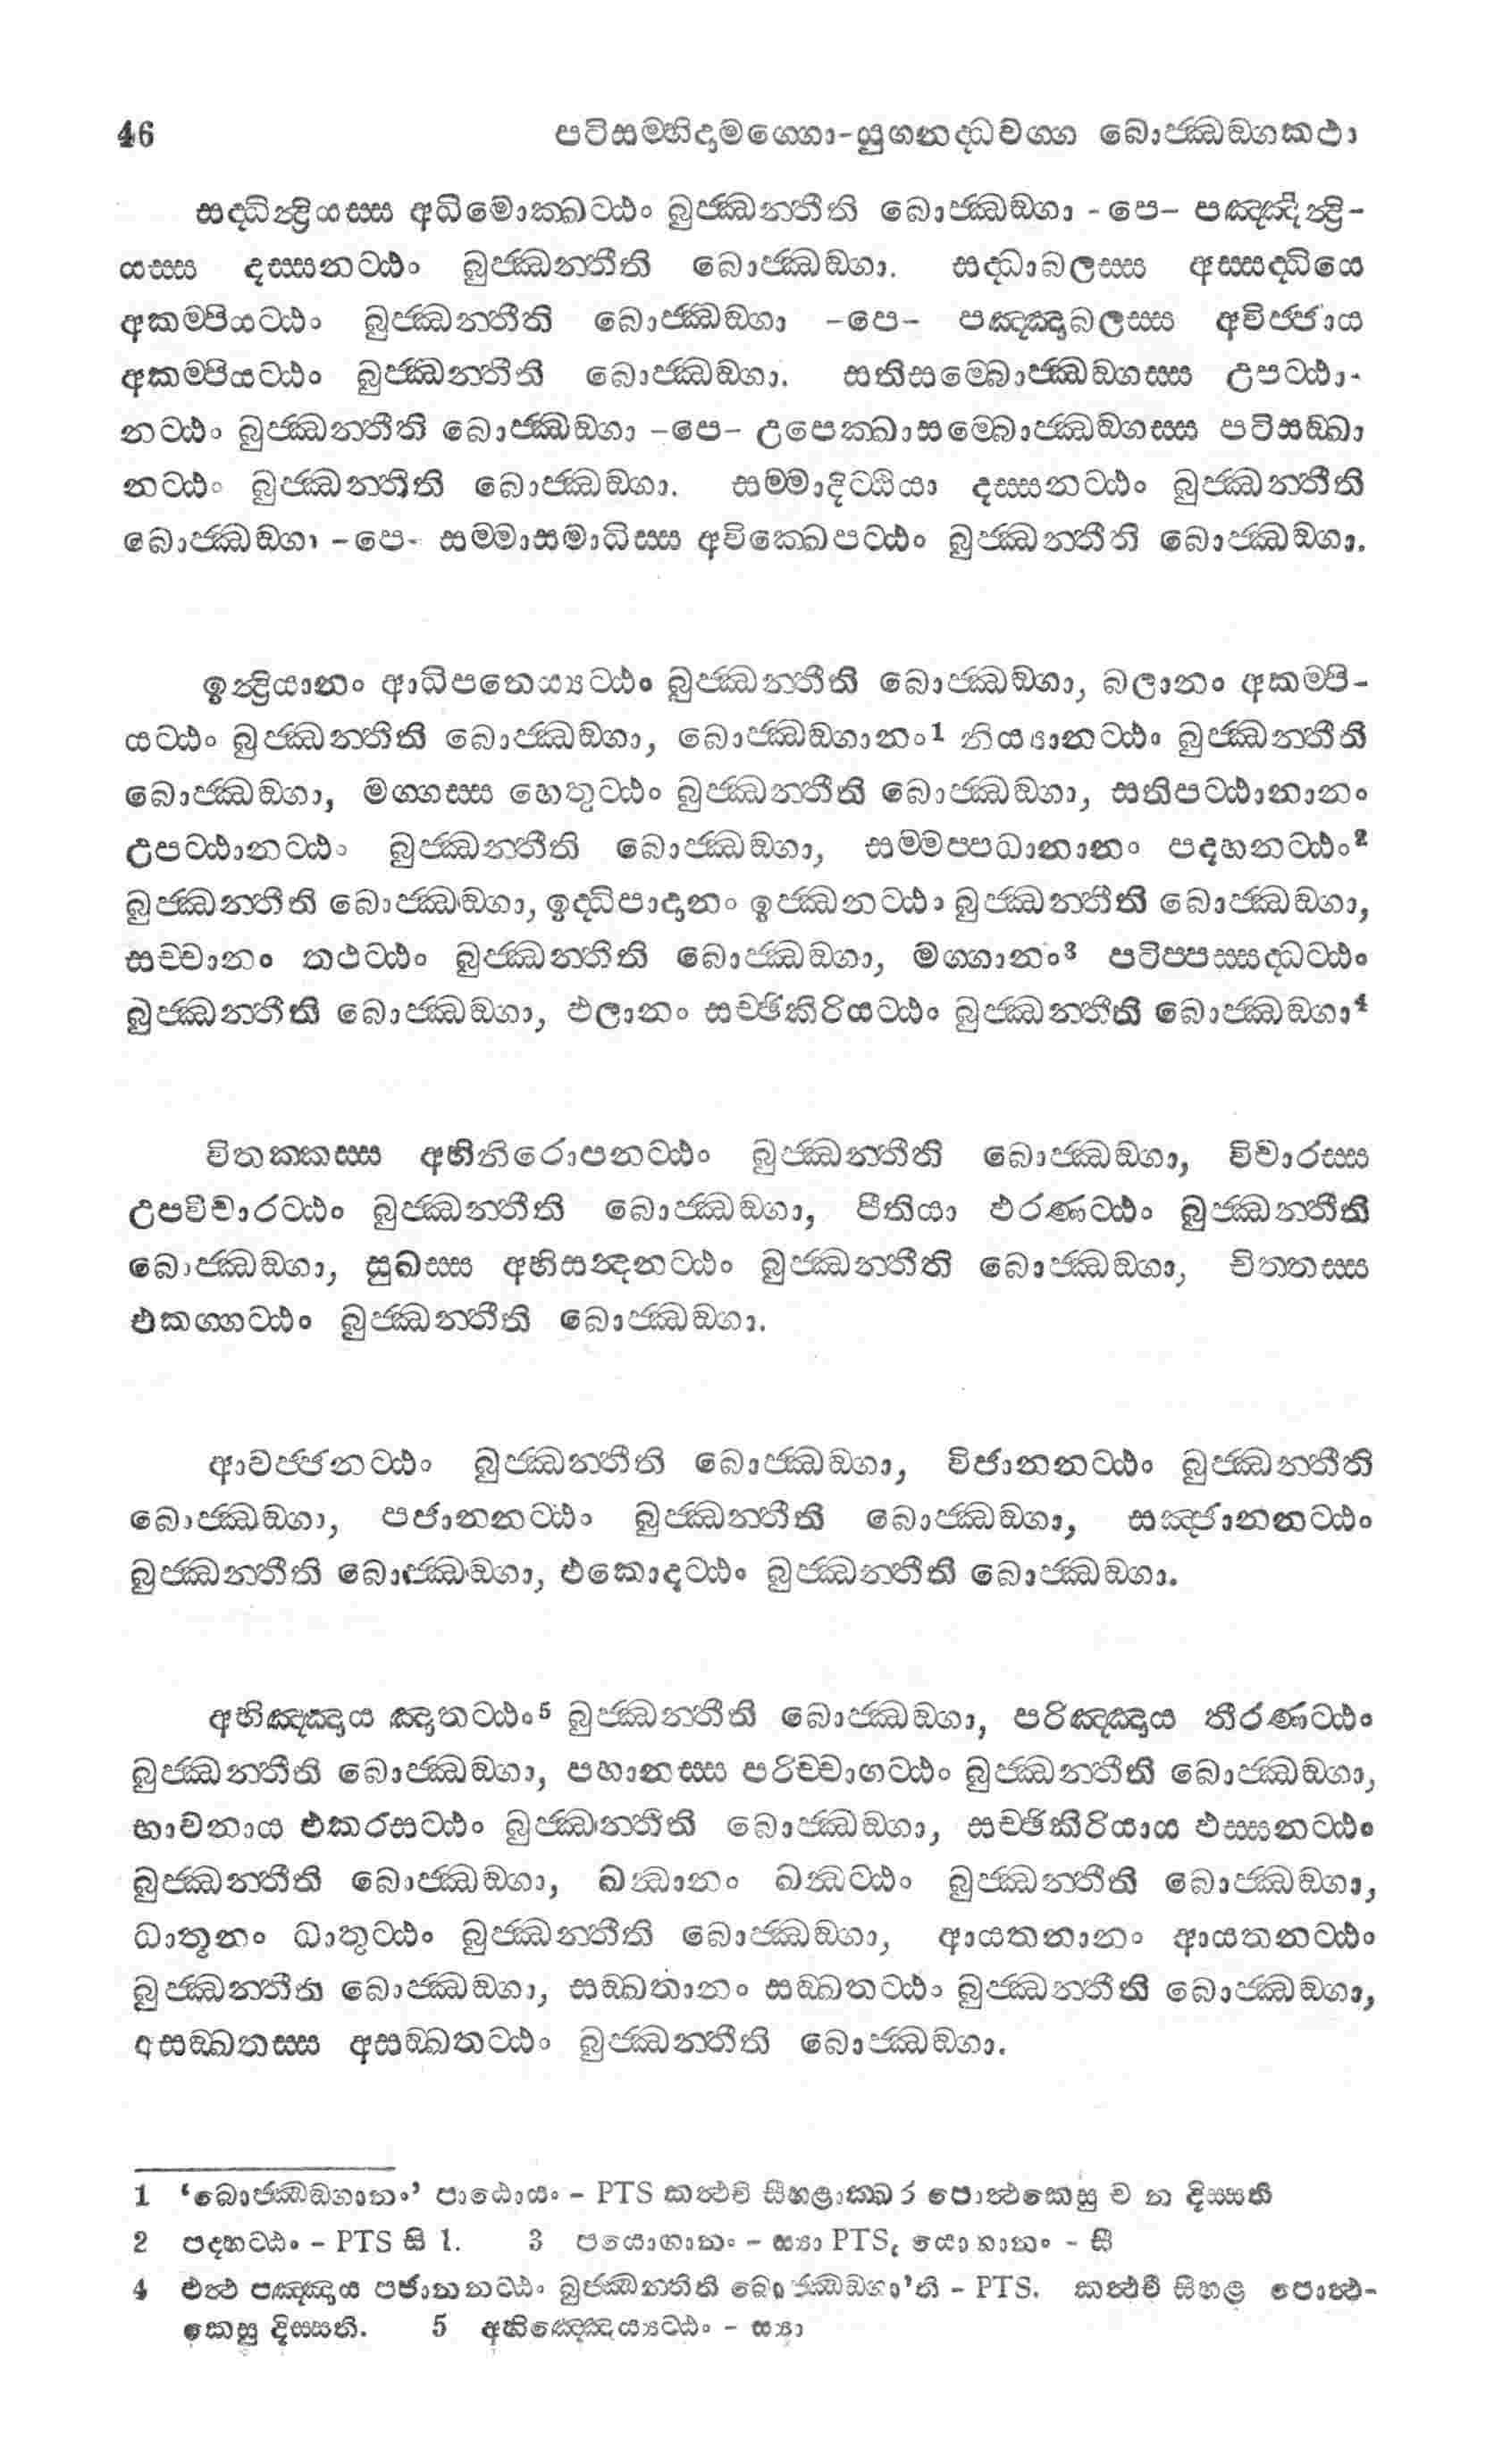 46 පටිසම්භිදාමග්ගො-යුගනද්ධවග්ග බොජ්ඣඞ්ගකථා
සද්ධින්ද්‍රියස්ස අධිමොක්ඛට්ඨං බුජ්ඣන්තීති බොජ්ඣඞ්ගා -පෙ- පඤ්ඤින්ද්‍රි-
යස්ස දස්සනට්ඨං බුජ්ඣන්තීති බොජ්ඣඞ්ගා. සද්ධාබලස්ස අස්සද්ධියෙ
අකම්පියට්ඨං බුජ්ඣන්තීති බොජ්ඣඞ්ගා -පෙ- පඤ්ඤාබලස්ස අවිජ්ජාය
අකම්පියට්ඨං බුජ්ඣන්තීති බොජ්ඣඞ්ගා. සතිසම්බොජ්ඣඞ්ගස්ස උපට්ඨා-
නට්ඨං බුජ්ඣන්තීති බොජ්ඣඞ්ගා -පෙ- උපෙක්ඛාසම්බොජ්ඣඞ්ගස්ස පටිසඞ්ඛා
නට්ඨං බුජ්ඣන්තීති බොජ්ඣඞ්ගා. සම්මාදිට්ඨියා දස්සනට්ඨං බුජ්ඣන්තීති
බොජ්ඣඞ්ගා -පෙ- සම්මාසමාධිස්ස අවික්ඛෙපට්ඨං බුජ්ඣන්තීති බොජ්ඣඞ්ගා.
ඉන්ද්‍රියානං ආධිපතෙය්‍යට්ඨං බුජ්ඣන්තීති බොජ්ඣඞ්ගා, බලානං අකම්පි-
යට්ඨං බුජ්ඣන්තීති බොජ්ඣඞ්ගා, බොජ්ඣඞ්ගානං¹ නිය්‍යානට්ඨං බුජ්ඣන්තීති
බොජ්ඣඞ්ගා, මග්ගස්ස හෙතුට්ඨං බුජ්ඣන්තීති බොජ්ඣඞ්ගා, සතිපට්ඨානානං
උපට්ඨානට්ඨං බුජ්ඣන්තීති බොජ්ඣඞ්ගා, සම්මප්පධානානං පදහනට්ඨං²
බුජ්ඣන්තීති බොජ්ඣඞ්ගා, ඉද්ධිපාදානං ඉජ්ඣනට්ඨං බුජ්ඣන්තීති බොජ්ඣඞ්ගා,
සච්චානං තථට්ඨං බුජ්ඣන්තීති බොජ්ඣඞ්ගා, මග්ගානං³ පටිප්පස්සද්ධට්ඨං
බුජ්ඣන්තීති බොජ්ඣඞ්ගා, ඵලානං සච්ඡිකිරියට්ඨං බුජ්ඣන්තීති බොජ්ඣඞ්ගා⁴
විතක්කස්ස අභිනිරොපනට්ඨං බුජ්ඣන්තීති බොජ්ඣඞ්ගා, විචාරස්ස
උපවිචාරට්ඨං බුජ්ඣන්තීති බොජ්ඣඞ්ගා, පීතියා ඵරණට්ඨං බුජ්ඣන්තීති
බොජ්ඣඞ්ගා, සුඛස්ස අභිසන්දනට්ඨං බුජ්ඣන්තීති බොජ්ඣඞ්ගා, චිත්තස්ස
එකග්ගට්ඨං බුජ්ඣන්තීති බොජ්ඣඞ්ගා.
ආවජ්ජනට්ඨං බුජ්ඣන්තීති බොජ්ඣඞ්ගා, විජානනට්ඨං බුජ්ඣන්තීති
බොජ්ඣඞ්ගා, පජානනට්ඨං බුජ්ඣන්තීති බොජ්ඣඞ්ගා, සඤ්ජානනට්ඨං
බුජ්ඣන්තීති බොජ්ඣඞ්ගා, එකොදට්ඨං බුජ්ඣන්තීති බොජ්ඣඞ්ගා.
අභිඤ්ඤාය ඤාතට්ඨං⁵ බුජ්ඣන්තීති බොජ්ඣඞ්ගා, පරිඤ්ඤාය තීරණට්ඨං
බුජ්ඣන්තීති බොජ්ඣඞ්ගා, පහානස්ස පරිච්චාගට්ඨං බුජ්ඣන්තීති බොජ්ඣඞ්ගා,
භාවනාය එකරසට්ඨං බුජ්ඣන්තීති බොජ්ඣඞ්ගා, සච්ඡිකිරියාය ඵස්සනට්ඨං
බුජ්ඣන්තීති බොජ්ඣඞ්ගා, ඛන්ධානං ඛන්ධට්ඨං බුජ්ඣන්තීති බොජ්ඣඞ්ගා,
ධාතූනං ධාතුට්ඨං බුජ්ඣන්තීති බොජ්ඣඞ්ගා, ආයතනානං ආයතනට්ඨං
බුජ්ඣන්තීති බොජ්ඣඞ්ගා, සඞ්ඛතානං සඞ්ඛතට්ඨං බුජ්ඣන්තීති බොජ්ඣඞ්ගා,
අසඞ්ඛතස්ස අසඞ්ඛතට්ඨං බුජ්ඣන්තීති බොජ්ඣඞ්ගා.
1 ‘බොජ්ඣඞ්ගානං’ පාඨොයං - PTS කත්ථචි සීහළාක්ඛර පොත්ථකෙසු ච න දිස්සති
2 පදහට්ඨං - PTS සි 1. 3 පයොගානං - ස්‍යා PTS, යොගානං - සී
4 එත්ථ පඤ්ඤාය පජානනට්ඨං බුජ්ඣන්තීති බොජ්ඣඞ්ගා’ති - PTS. කත්ථචි සීහළ පොත්ථ-
කෙසු දිස්සති. 5 අභිඤ්ඤෙය්‍යට්ඨං - ස්‍යා